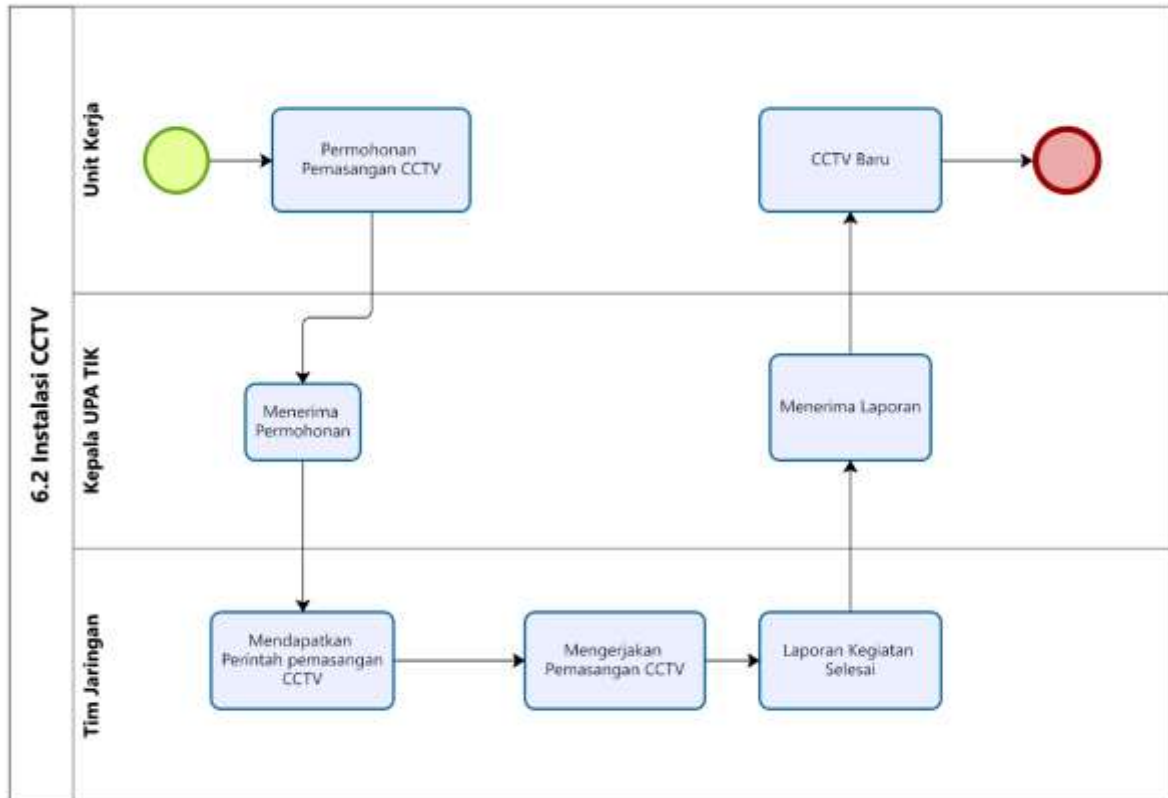 6.2 Instalasi CCTV
Unit Kerja
Permohonan
Pemasangan CCTV
CCTV Baru
Kepala UPA TIK
Menerima
Permohonan
Menerima Laporan
Tim Jaringan
Mendapatkan
Perintah pemasangan
CCTV
Mengerjakan
Pemasangan CCTV
Laporan Kegiatan
Selesai